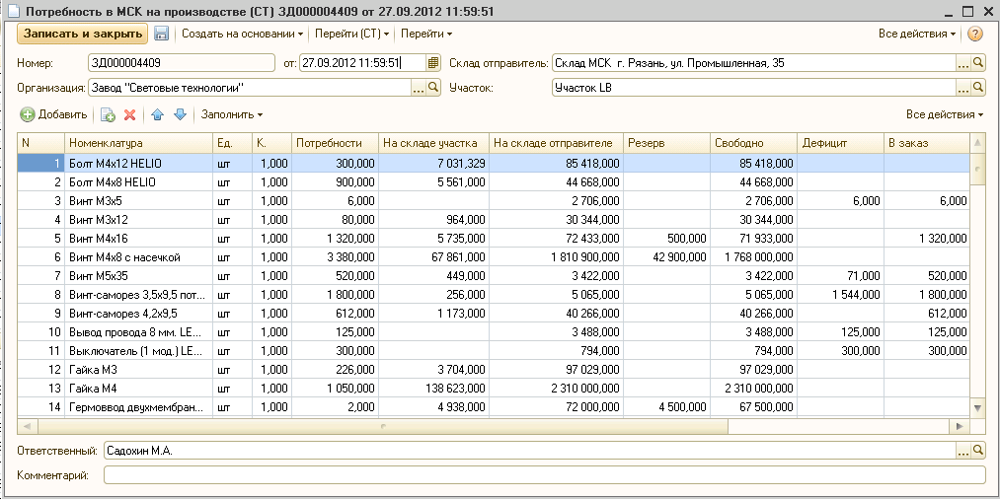 Потребность в МСК на производстве (СТ) ЗД000004409 от 27.09.2012 11:59:51
Записать и закрыть Создать на основании Перейти (СТ) Перейти Все действия
Номер: ЗД000004409 от: 27.09.2012 11:59:51 Склад отправитель: Склад МСК г. Рязань, ул. Промышленная, 35
Организация: Завод "Световые технологии" Участок: Участок LB
Добавить Заполнить Все действия
N Номенклатура Ед. К. Потребности На складе участка На складе отправителе Резерв Свободно Дефицит В заказ
1 Болт М4х12 HELIO шт 1,000 300,000 7 031,329 85 418,000 85 418,000
2 Болт М4х8 HELIO шт 1,000 900,000 5 561,000 44 668,000 44 668,000
3 Винт М3х5 шт 1,000 6,000 2 706,000 2 706,000 6,000 6,000
4 Винт М3х12 шт 1,000 80,000 964,000 30 344,000 30 344,000
5 Винт М4х16 шт 1,000 1 320,000 5 735,000 72 433,000 500,000 71 933,000 1 320,000
6 Винт М4х8 с насечкой шт 1,000 3 380,000 67 861,000 1 810 900,000 42 900,000 1 768 000,000
7 Винт М5х35 шт 1,000 520,000 449,000 3 422,000 3 422,000 71,000 520,000
8 Винт-саморез 3,5х9,5 пот... шт 1,000 1 800,000 256,000 5 065,000 5 065,000 1 544,000 1 800,000
9 Винт-саморез 4,2х9,5 шт 1,000 612,000 1 173,000 40 266,000 40 266,000 612,000
10 Вывод провода 8 мм. LE... шт 1,000 125,000 3 488,000 3 488,000 125,000 125,000
11 Выключатель (1 мод.) LE... шт 1,000 300,000 794,000 794,000 300,000 300,000
12 Гайка М3 шт 1,000 226,000 3 704,000 97 029,000 97 029,000
13 Гайка М4 шт 1,000 1 050,000 138 623,000 2 310 000,000 2 310 000,000
14 Гермоввод двухмембран... шт 1,000 2,000 4 938,000 72 000,000 4 500,000 67 500,000
Ответственный: Садохин М.А.
Комментарий: